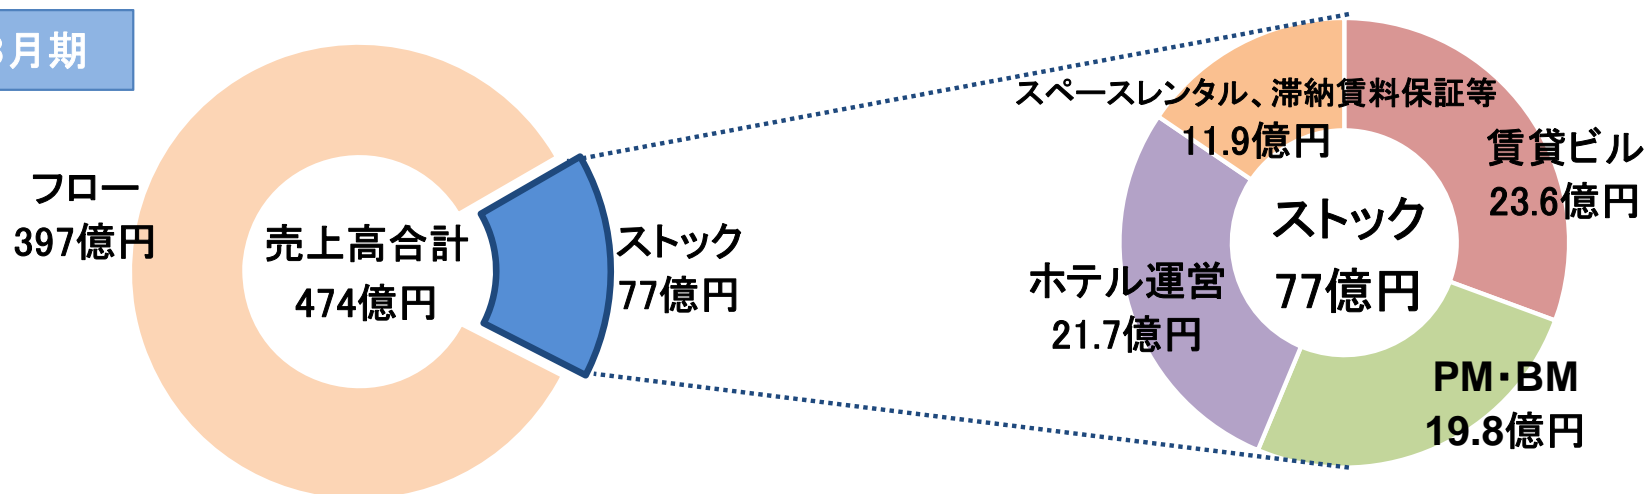 3月期
フロー
397億円
売上高合計
474億円
ストック
77億円
スペースレンタル、滞納賃料保証等
11.9億円
賃貸ビル
23.6億円
ストック
77億円
ホテル運営
21.7億円
PM・BM
19.8億円